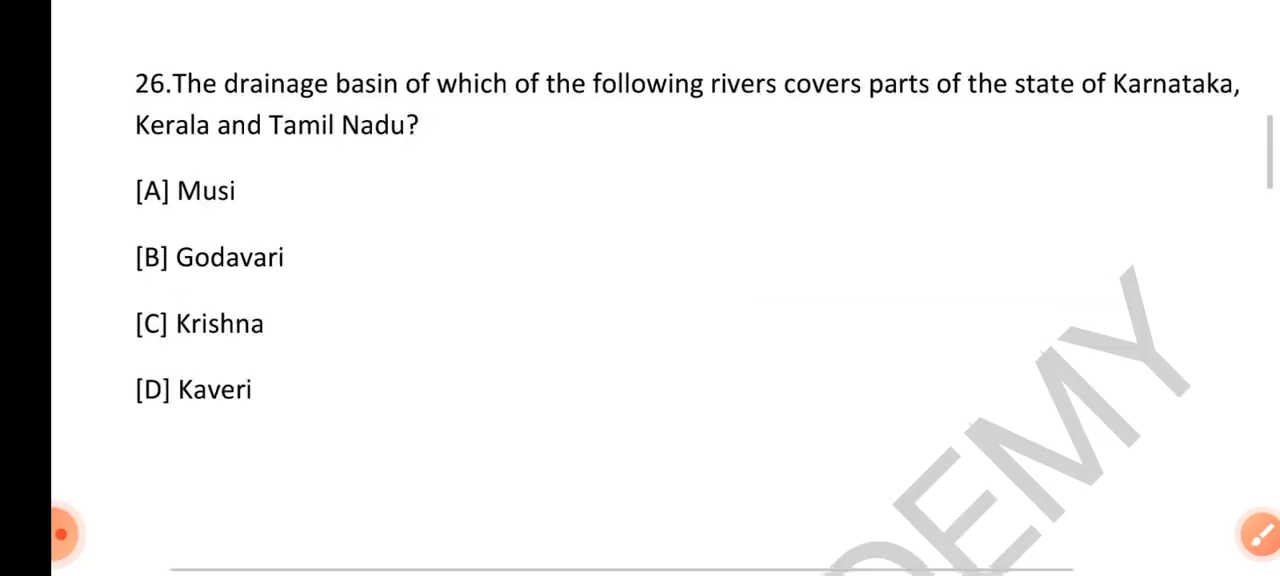 26.The drainage basin of which of the following rivers covers parts of the state of Karnataka,
Kerala and Tamil Nadu?
[A] Musi
[B] Godavari
[C] Krishna
[D] Kaveri
DEMY